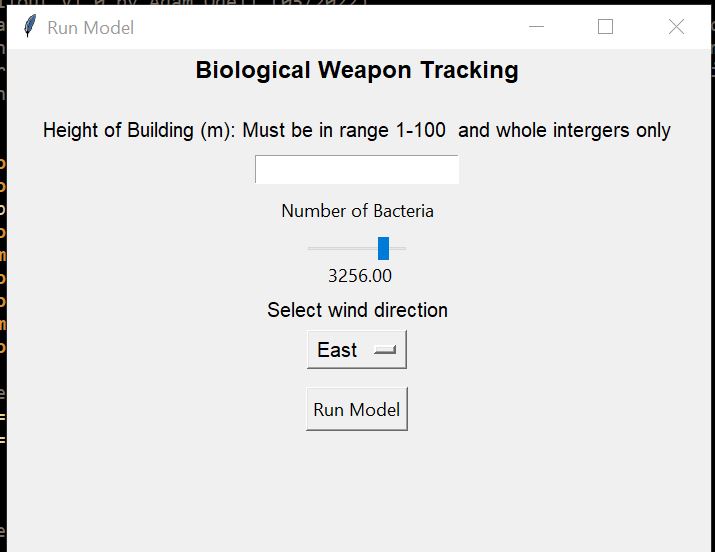 Run Model
Biological Weapon Tracking
Height of Building (m): Must be in range 1-100 and whole intergers only
Number of Bacteria
3256.00
Select wind direction
East
Run Model